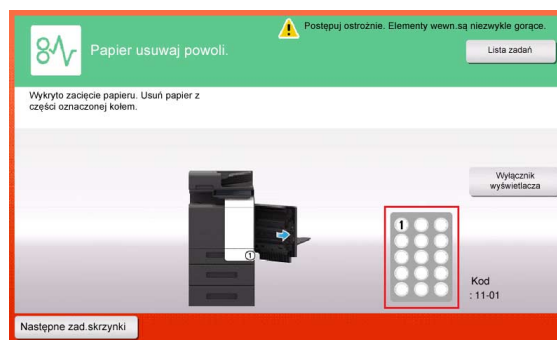 Postępuj ostrożnie. Elementy wewn.są niezwykle gorące.
Papier usuwaj powoli.
Lista zadań
Wykryto zacięcie papieru. Usuń papier z
części oznaczonej kołem.
Wyłącznik
wyświetlacza
1
1
Kod
: 11-01
Następne zad.skrzynki